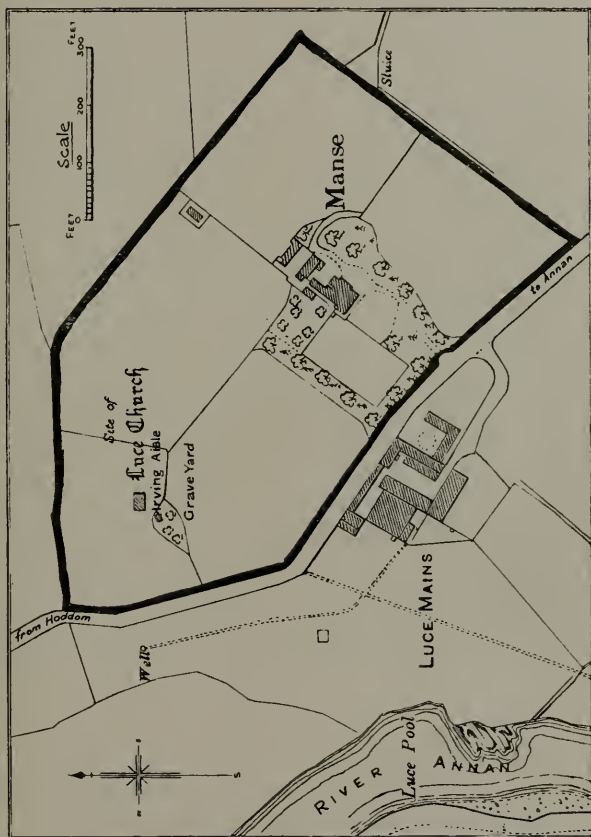 Scale
FEET 0 100 200 300 FEET
Sluice
Manse
Site of
Luce Church
Irving Aisle
Grave Yard
from Hoddom
to Annan
Well
LUCE MAINS
S
RIVER ANNAN
Luce Pool